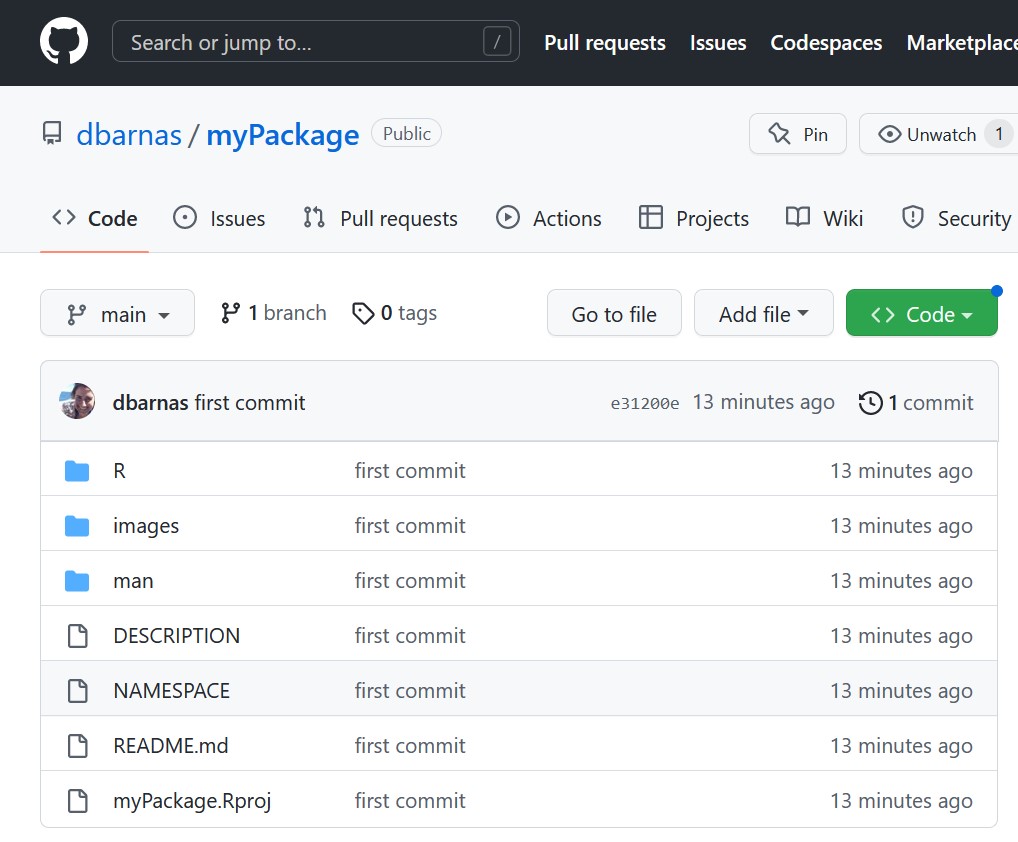 Search or jump to... / Pull requests Issues Codespaces Marketplace
dbarnas / myPackage Public Pin Unwatch 1
Code Issues Pull requests Actions Projects Wiki Security
main 1 branch 0 tags Go to file Add file Code
dbarnas first commit e31200e 13 minutes ago 1 commit
R first commit 13 minutes ago
images first commit 13 minutes ago
man first commit 13 minutes ago
DESCRIPTION first commit 13 minutes ago
NAMESPACE first commit 13 minutes ago
README.md first commit 13 minutes ago
myPackage.Rproj first commit 13 minutes ago